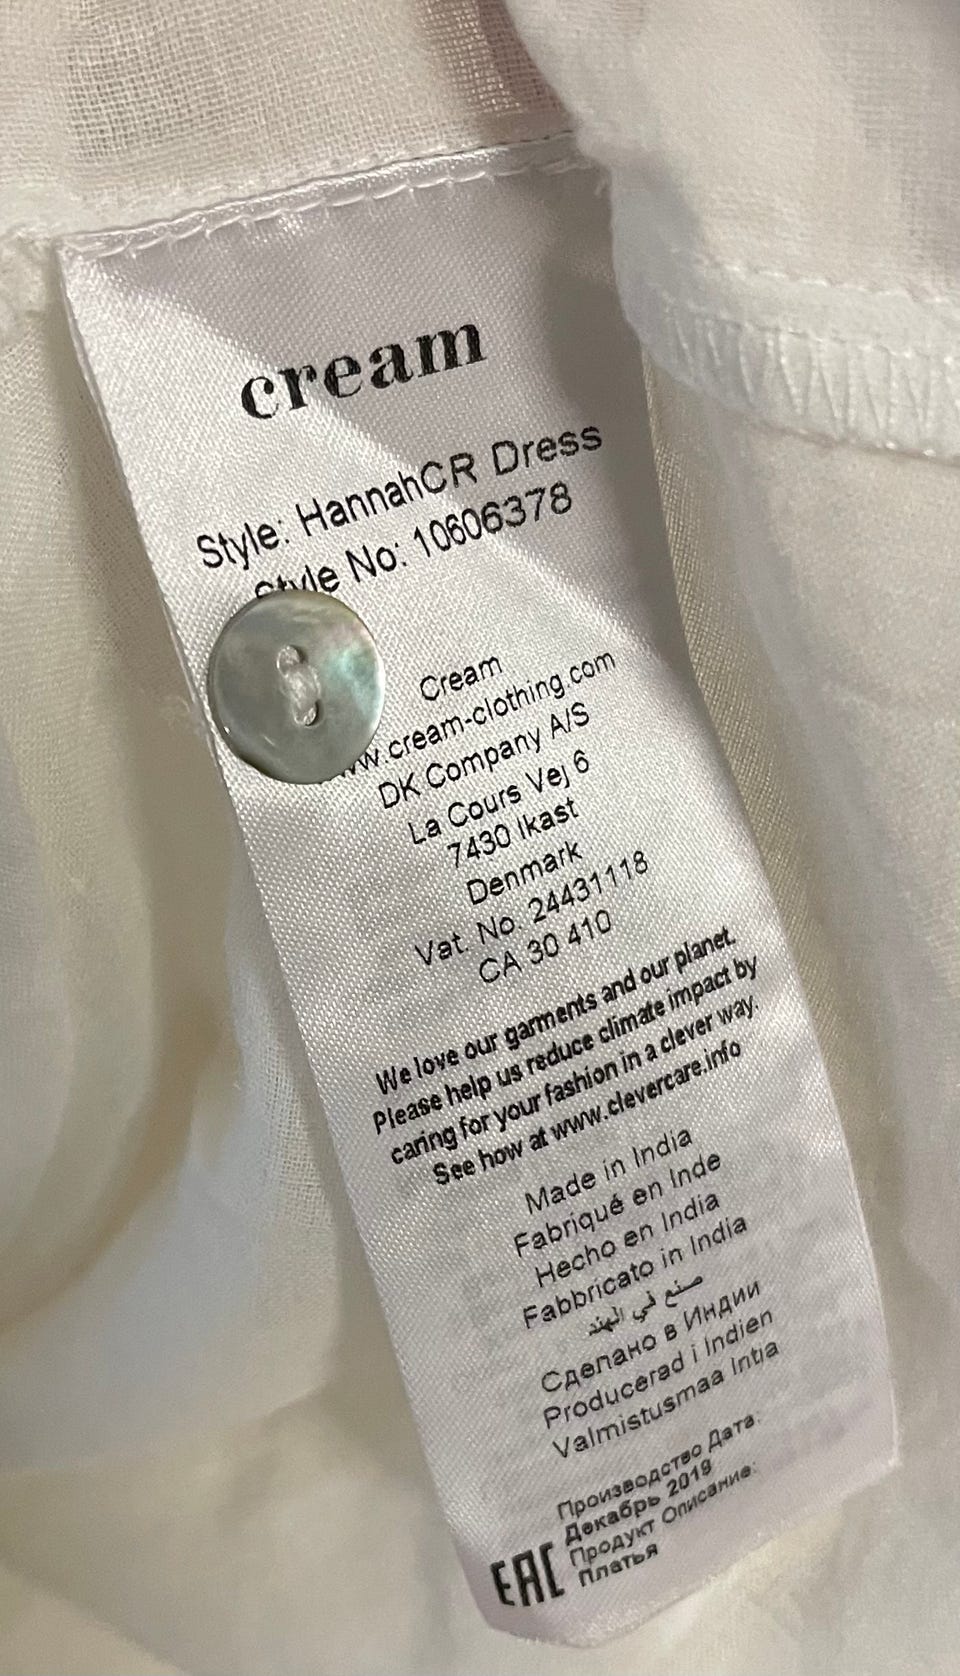 cream
Style: HannahCR Dress
Style No: 10606378
Cream
www.cream-clothing.com
DK Company A/S
La Cours Vej 6
7430 Ikast
Denmark
Vat. No. 24431118
CA 30 410
We love our garments and our planet.
Please help us reduce climate impact by
caring for your fashion in a clever way.
See how at www.clevercare.info
Made in India
Fabriqué en Inde
Hecho en India
Fabbricato in India
صنع في الهند
Сделано в Индии
Producerad i Indien
Valmistusmaa Intia
Производство Дата:
Декабрь 2019
Продукт Описание:
Платья
EAC